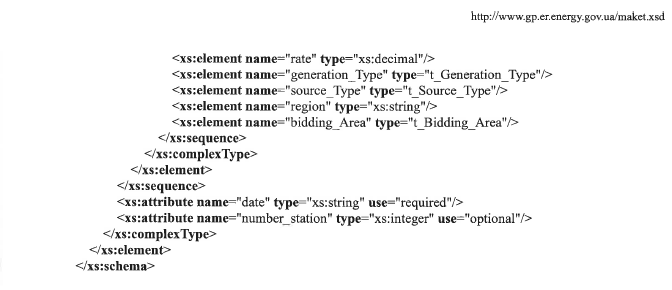 http://www.gp.er.energy.gov.ua/maket.xsd
<xs:element name="rate" type="xs:decimal"/>
<xs:element name="generation_Type" type="t_Generation_Type"/>
<xs:element name="source_Type" type="t_Source_Type"/>
<xs:element name="region" type="xs:string"/>
<xs:element name="bidding_Area" type="t_Bidding_Area"/>
</xs:sequence>
</xs:complexType>
</xs:element>
</xs:sequence>
<xs:attribute name="date" type="xs:string" use="required"/>
<xs:attribute name="number_station" type="xs:integer" use="optional"/>
</xs:complexType>
</xs:element>
</xs:schema>